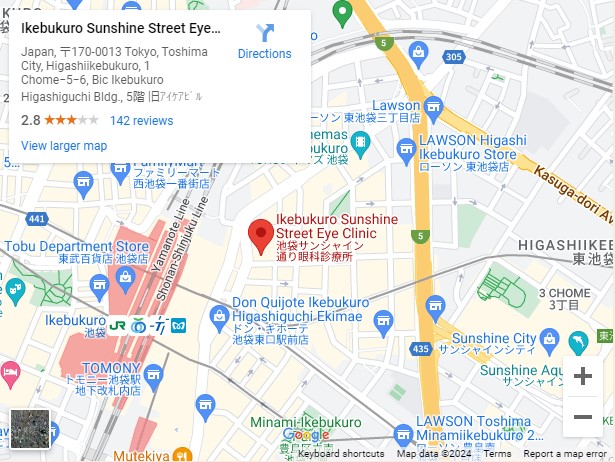 Ikebukuro Sunshine Street Eye...
Japan, 〒170-0013 Tokyo, Toshima
City, Higashiikebukuro, 1
Chome−5−6, Bic Ikebukuro
Higashiguchi Bldg., 5階 旧ｱｲｹｱﾋﾞﾙ
2.8
142 reviews
View larger map
Directions
5
305
Lawson
ローソン 東池袋三丁目店
LAWSON Higashi
Ikebukuro Store
ローソン 東池袋店
Kasuga-dori Av
nemas
ズ 池袋
FamilyMart
ファミリーマート
西池袋一番街店
441
Yamanote Line
Shonan-Shinjuku Line
Tobu Department Store
東武百貨店 池袋店
Ikebukuro Sunshine
Street Eye Clinic
池袋サンシャイン
通り眼科診療所
5
HIGASHIIKEB
東池袋
3 CHOME
3丁目
Don Quijote Ikebukuro
Higashiguchi Ekimae
ドン・キホーテ
池袋東口駅前店
Ikebukuro
池袋
JR
435
Sunshine City
サンシャインシティ
Sunshine Aqu
サンシャイン
TOMONY
トモニー池袋駅
地下改札内店
Minami-Ikebukuro
Mutekiya
LAWSON Toshima
Minamiikebukuro 2
Google
Keyboard shortcuts
Map data ©2024
Terms
Report a map error